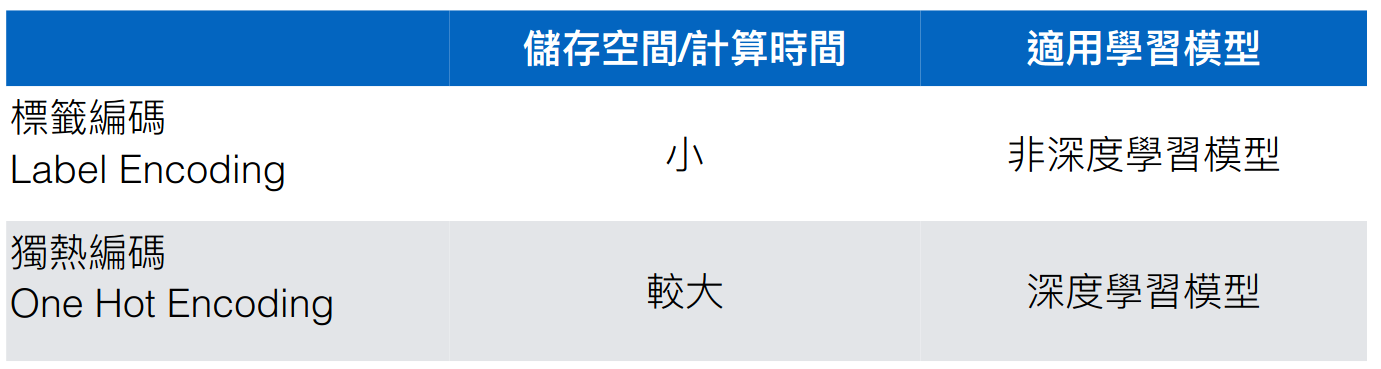 儲存空間/計算時間
適用學習模型
標籤編碼
Label Encoding
小
非深度學習模型
獨熱編碼
One Hot Encoding
較大
深度學習模型